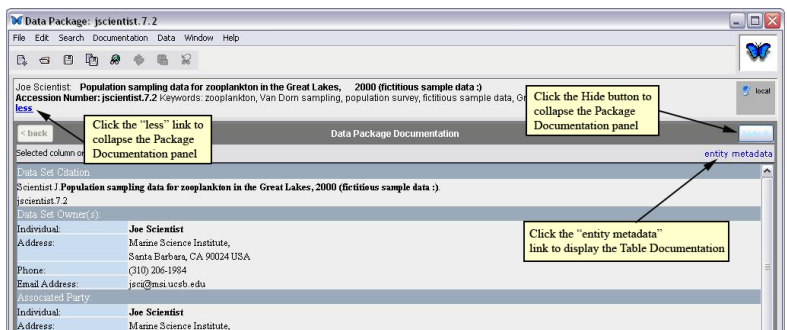 Data Package: jscientist.7.2
File Edit Search Documentation Data Window Help
Joe Scientist: Population sampling data for zooplankton in the Great Lakes, 2000 (fictitious sample data :)
Accession Number: jscientist.7.2 Keywords: zooplankton, Van Dorn sampling, population survey, fictitious sample data, Gr
less
local
Click the Hide button to
collapse the Package
Documentation panel
Click the "less" link to
collapse the Package
Documentation panel
< back
Data Package Documentation
Selected column or
entity metadata
Data Set Citation
Scientist J.Population sampling data for zooplankton in the Great Lakes, 2000 (fictitious sample data :).
jscientist.7.2
Data Set Owner(s):
Individual: Joe Scientist
Address: Marine Science Institute,
Santa Barbara, CA 90024 USA
Phone: (310) 206-1984
Email Address: jsci@msi.ucsb.edu
Click the "entity metadata"
link to display the Table Documentation
Associated Party:
Individual: Joe Scientist
Address: Marine Science Institute,